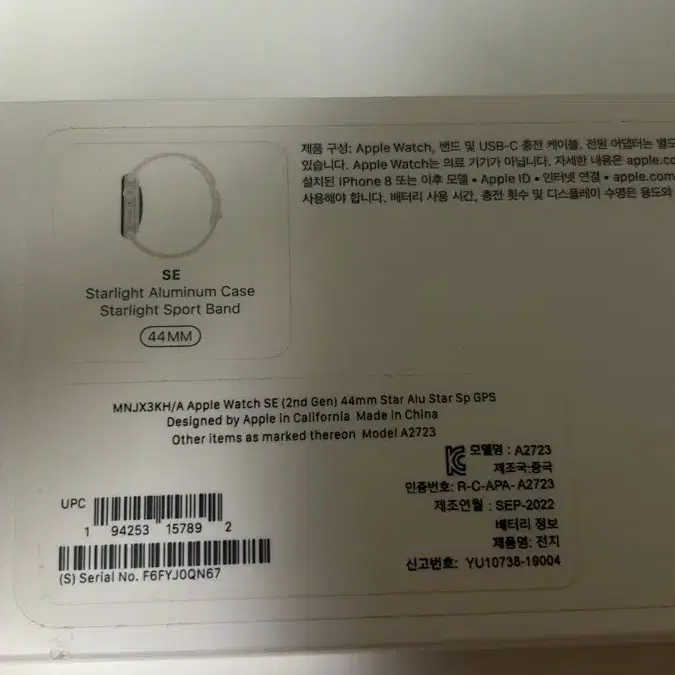 제품 구성: Apple Watch, 밴드 및 USB-C 충전 케이블. 전원 어댑터는 별도
있습니다. Apple Watch는 의료 기기가 아닙니다. 자세한 내용은 apple.co
설치된 iPhone 8 또는 이후 모델 • Apple ID • 인터넷 연결 • apple.com
사용해야 합니다. 배터리 사용 시간, 충전 횟수 및 디스플레이 수명은 용도와
SE
Starlight Aluminum Case
Starlight Sport Band
44MM
MNJX3KH/A Apple Watch SE (2nd Gen) 44mm Star Alu Star Sp GPS
Designed by Apple in California Made in China
Other items as marked thereon Model A2723
모델명 : A2723
제조국:중국
인증번호: R-C-APA-A2723
제조연월 : SEP-2022
배터리 정보
제품명: 전지
신고번호: YU10738-19004
UPC
1 94253 15789 2
(S) Serial No. F6FYJ0QN67